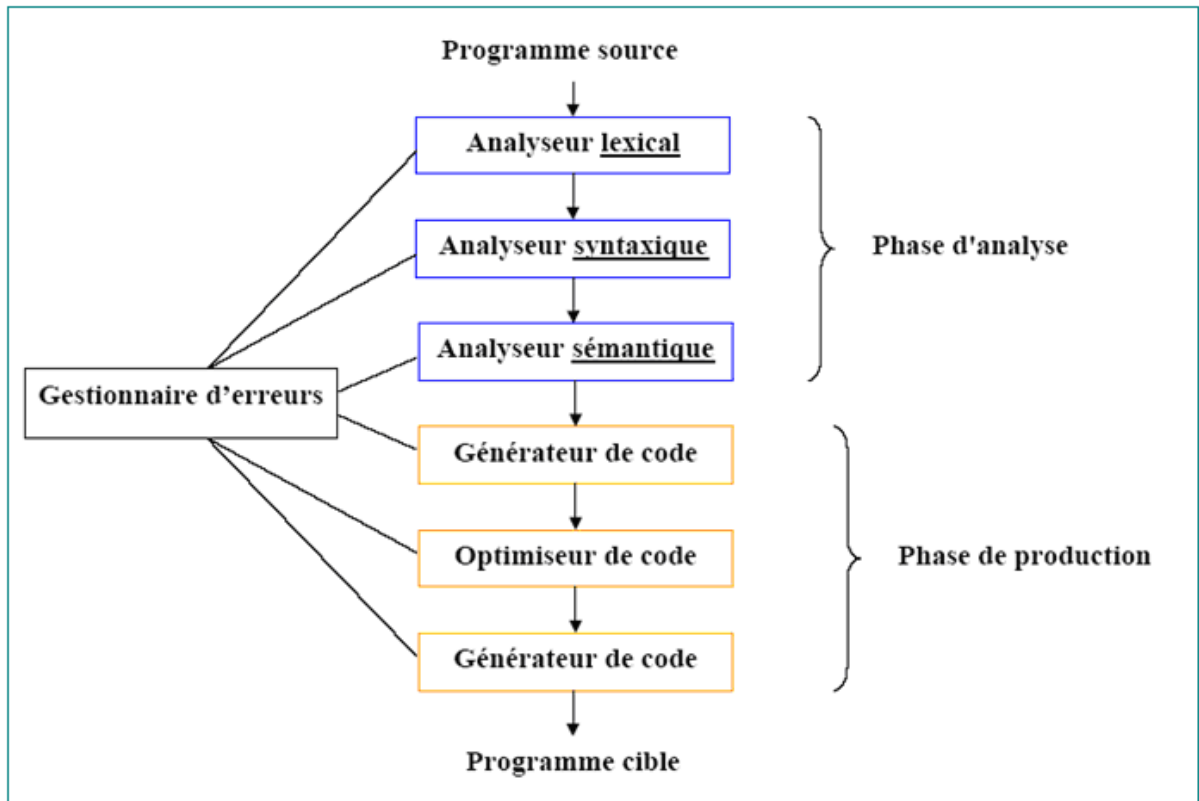 Programme source
Analyseur lexical
Analyseur syntaxique
Phase d'analyse
Analyseur sémantique
Gestionnaire d’erreurs
Générateur de code
Optimiseur de code
Phase de production
Générateur de code
Programme cible